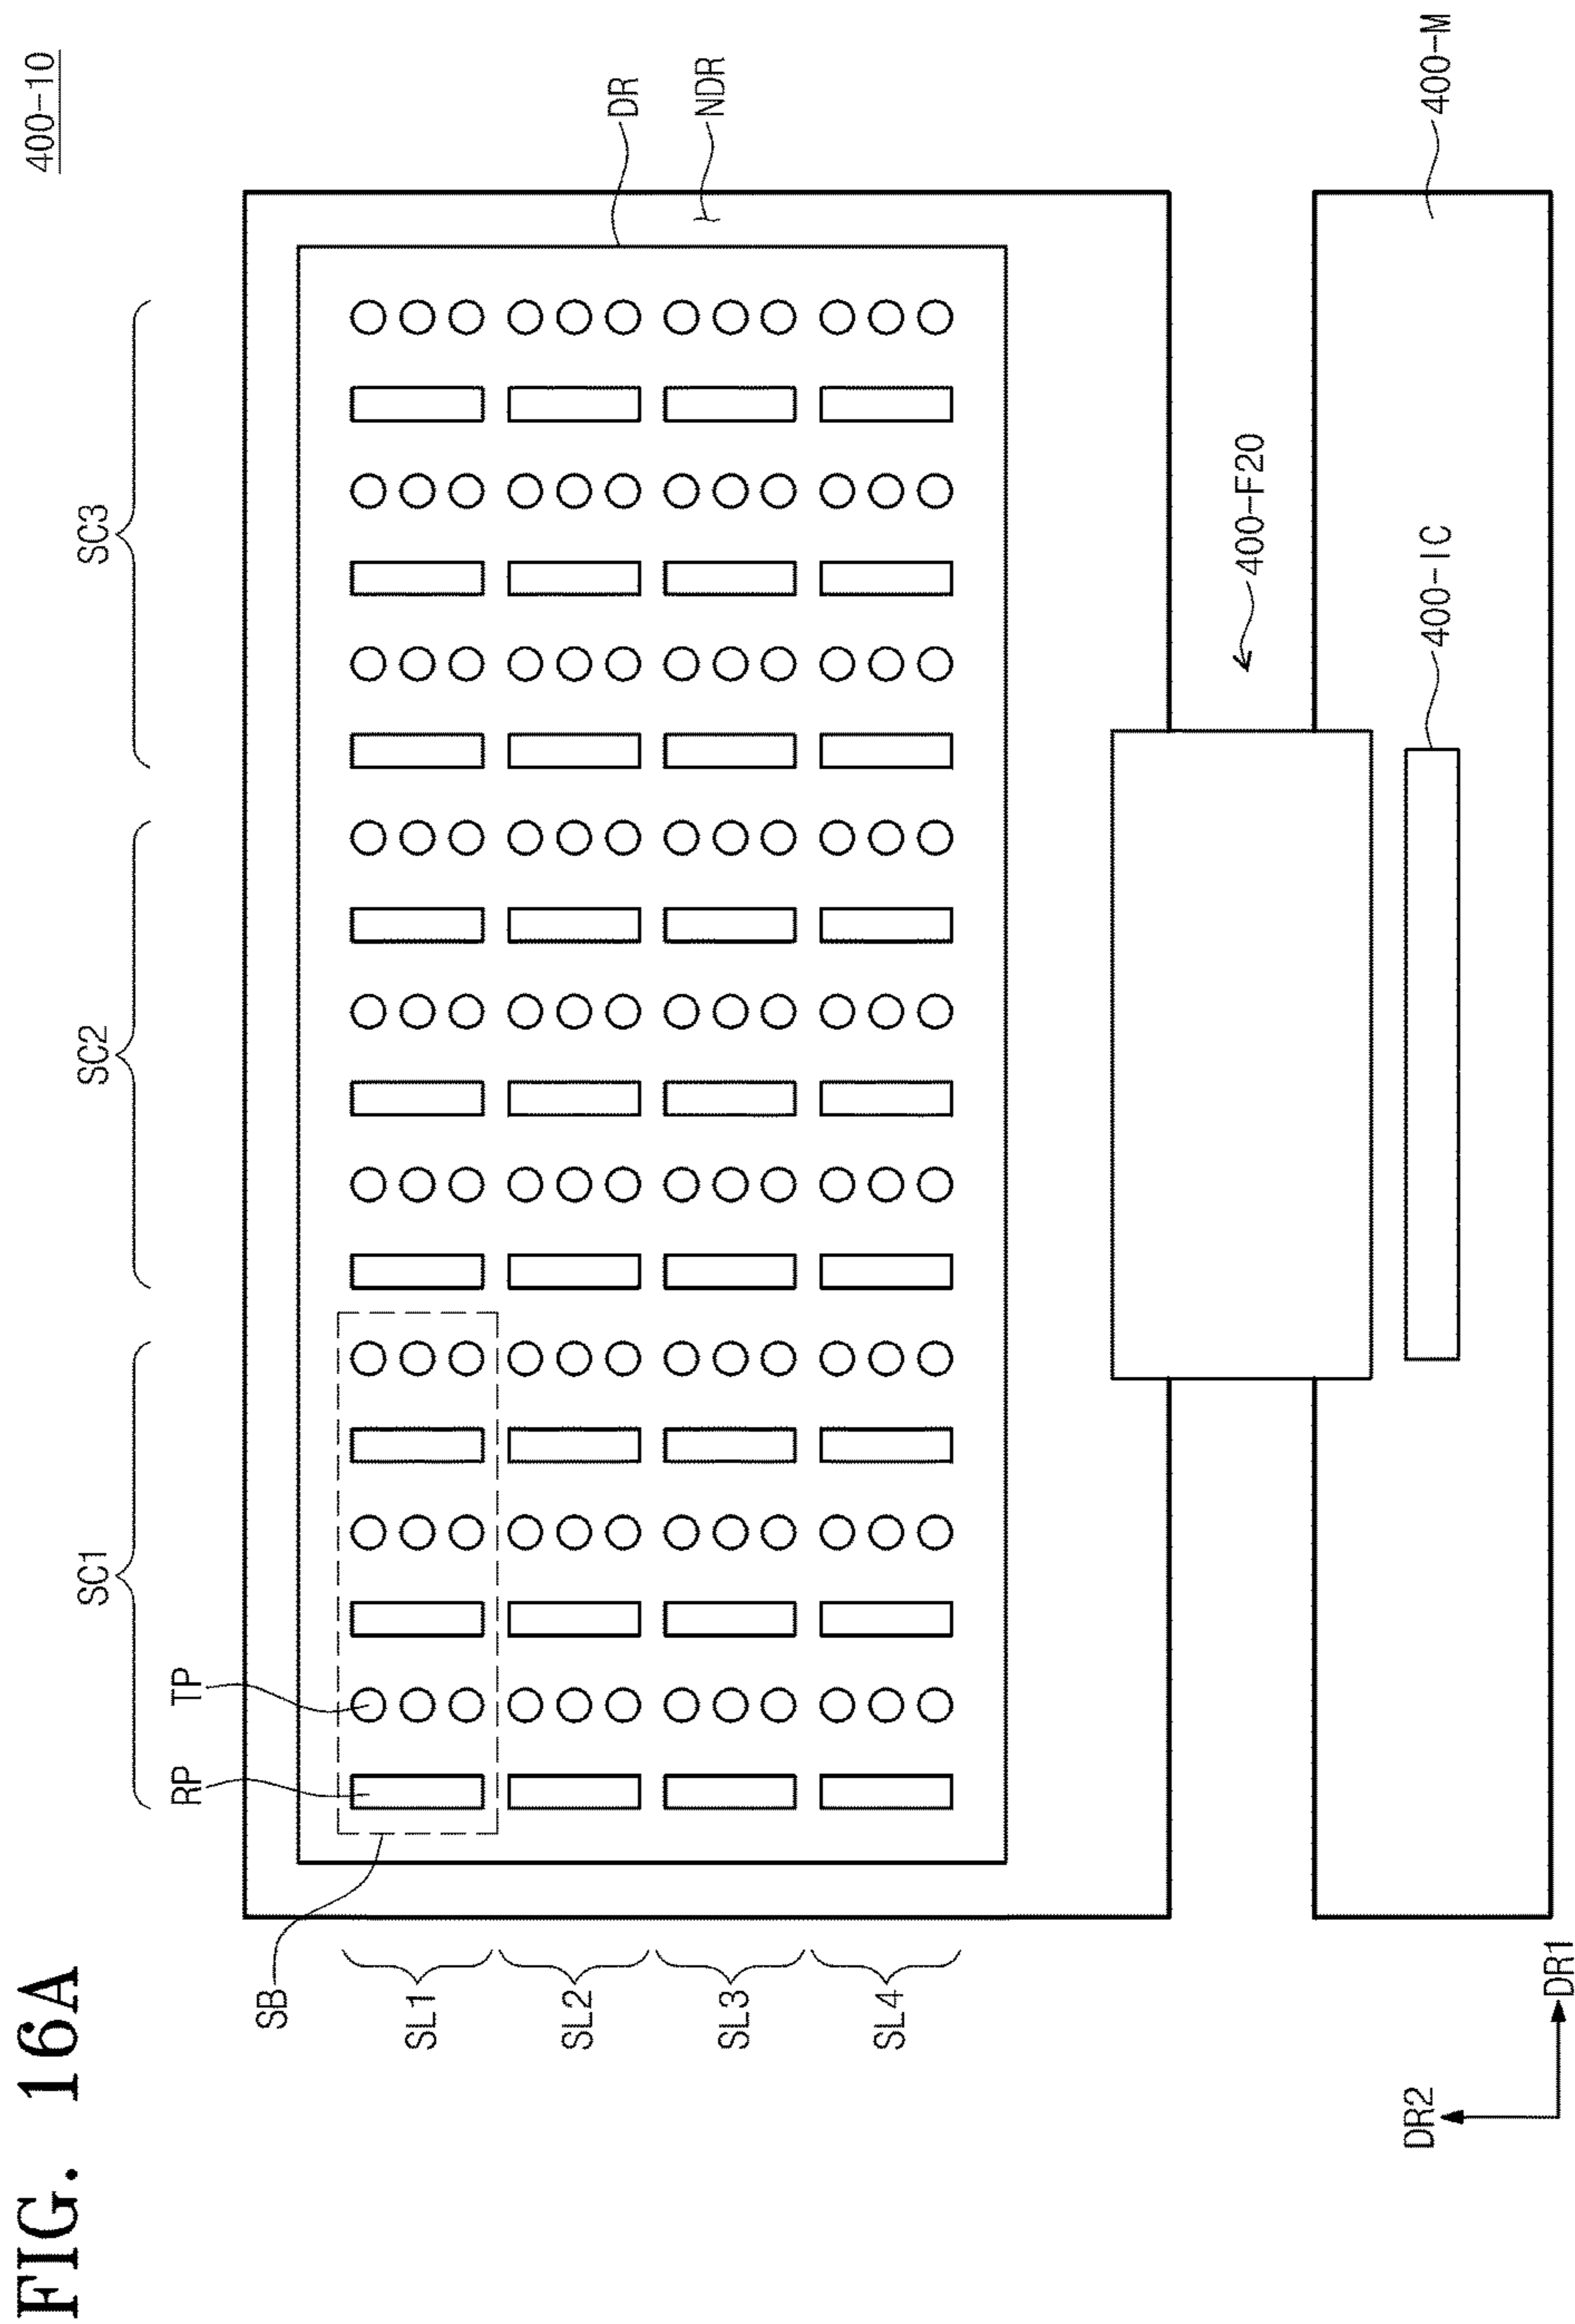 FIG. 16A
400-10
SC1
SC2
SC3
RP
TP
DR
NDR
SB
SL1
SL2
SL3
SL4
400-F20
400-IC
400-M
DR2
DR1